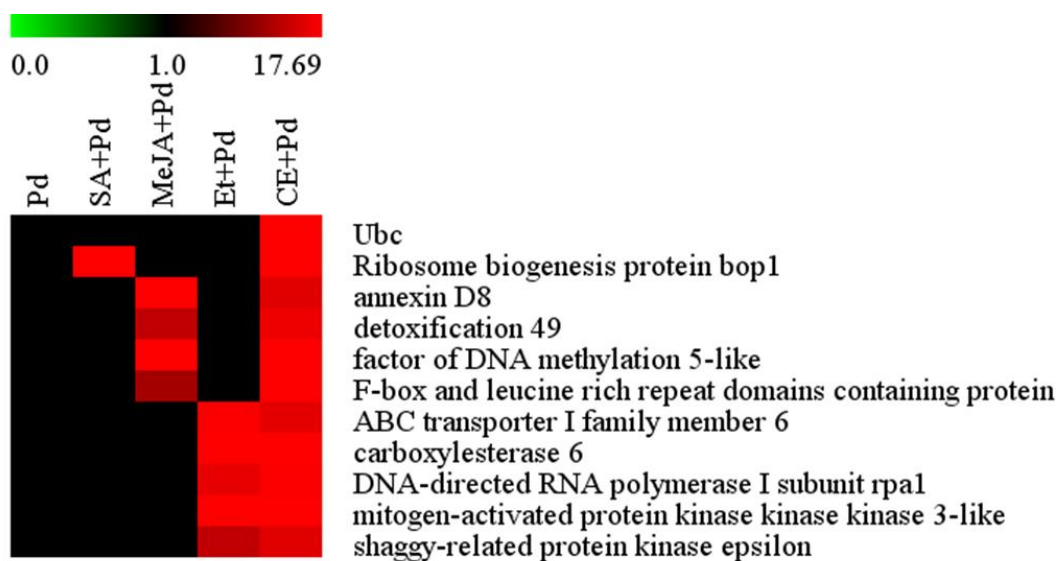 0.0 1.0 17.69
Pd SA+Pd MeJA+Pd Et+Pd CE+Pd
Ubc
Ribosome biogenesis protein bop1
annexin D8
detoxification 49
factor of DNA methylation 5-like
F-box and leucine rich repeat domains containing protein
ABC transporter I family member 6
carboxylesterase 6
DNA-directed RNA polymerase I subunit rpa1
mitogen-activated protein kinase kinase kinase 3-like
shaggy-related protein kinase epsilon